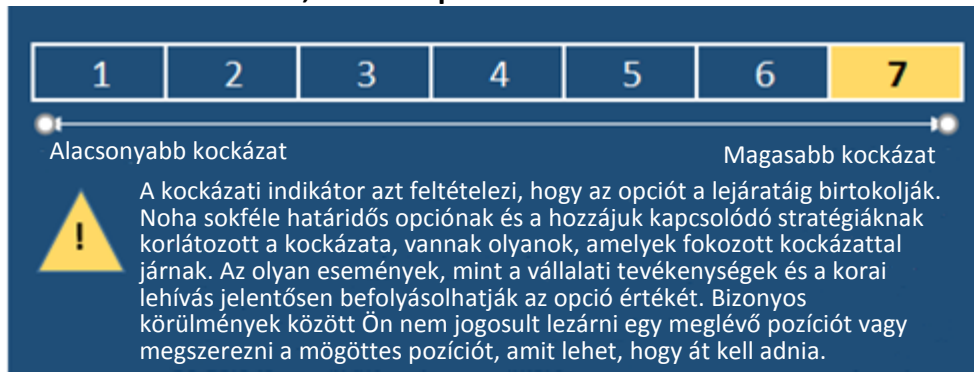 1 2 3 4 5 6 7
Alacsonyabb kockázat Magasabb kockázat
A kockázati indikátor azt feltételezi, hogy az opciót a lejáratáig birtokolják.
Noha sokféle határidős opciónak és a hozzájuk kapcsolódó stratégiáknak
korlátozott a kockázata, vannak olyanok, amelyek fokozott kockázattal
járnak. Az olyan események, mint a vállalati tevékenységek és a korai
lehívás jelentősen befolyásolhatják az opció értékét. Bizonyos
körülmények között Ön nem jogosult lezárni egy meglévő pozíciót vagy
megszerezni a mögöttes pozíciót, amit lehet, hogy át kell adnia.
!